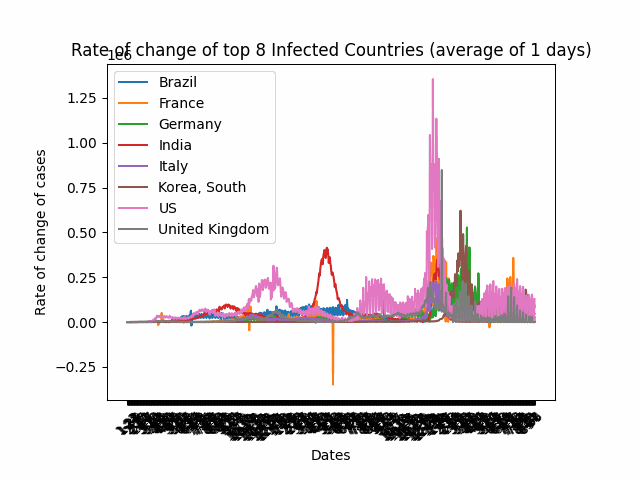 Rate of change of top 8 Infected Countries (average of 1 days)
1e6
Brazil
France
Germany
India
Italy
Korea, South
US
United Kingdom
1.25
1.00
0.75
0.50
0.25
0.00
−0.25
Rate of change of cases
Dates